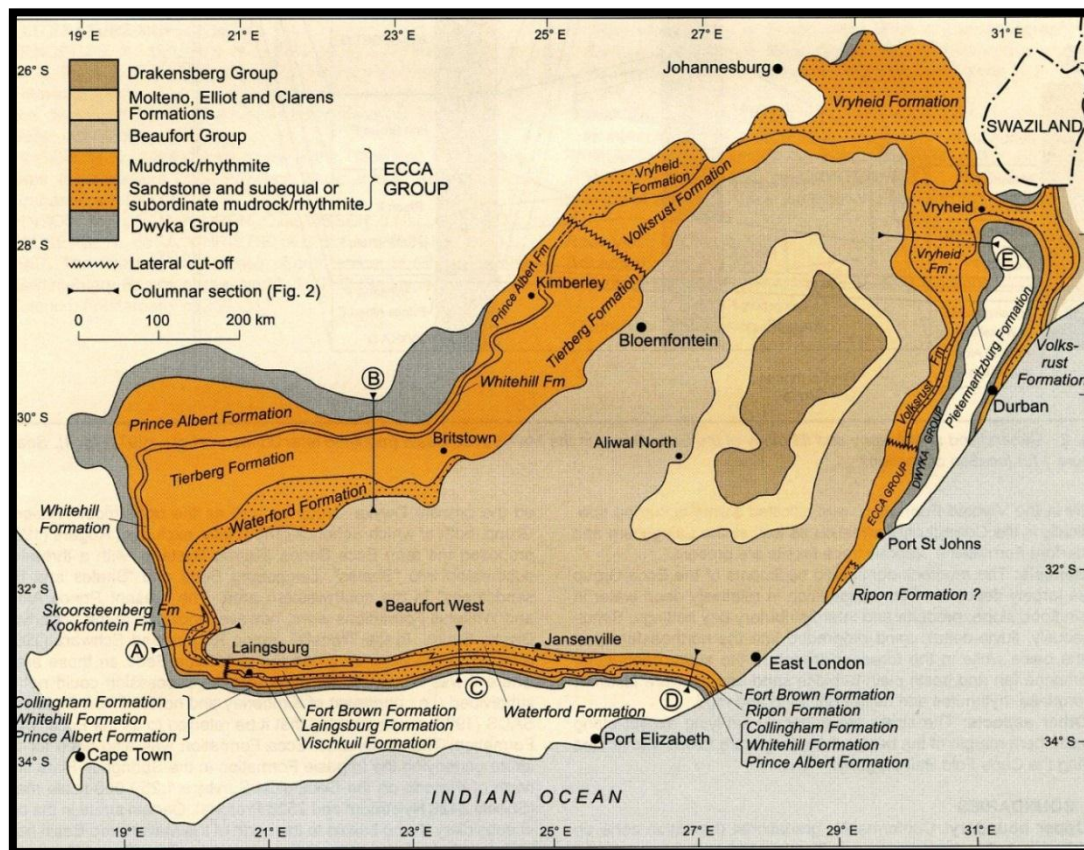 19° E
21° E
23° E
25° E
27° E
29° E
31° E
26° S
28° S
30° S
32° S
34° S
Drakensberg Group
Molteno, Elliot and Clarens
Formations
Beaufort Group
Mudrock/rhythmite
Sandstone and subequal or
subordinate mudrock/rhythmite
ECCA
GROUP
Dwyka Group
Lateral cut-off
Columnar section (Fig. 2)
0 100 200 km
Johannesburg
Vryheid Formation
SWAZILAND
Vryheid
Formation
Volksrust Formation
Vryheid
Vryheid
Fm
E
Prince Albert Fm
Kimberley
Tierberg Formation
Bloemfontein
Whitehill Fm
Pietermaritzburg Formation
Volks-
rust
Formation
Volksrust Fm
DWYKA GROUP
Durban
B
Prince Albert Formation
Britstown
Aliwal North
Tierberg Formation
Waterford Formation
ECCA GROUP
Whitehill
Formation
Port St Johns
32° S
Ripon Formation ?
Beaufort West
Skoorsteenberg Fm
Kookfontein Fm
A
Laingsburg
Jansenville
East London
C
D
Collingham Formation
Whitehill Formation
Prince Albert Formation
Fort Brown Formation
Laingsburg Formation
Vischkuil Formation
Waterford Formation
Fort Brown Formation
Ripon Formation
Collingham Formation
Whitehill Formation
Prince Albert Formation
34° S
Cape Town
Port Elizabeth
INDIAN OCEAN
19° E
21° E
23° E
25° E
27° E
29° E
31° E